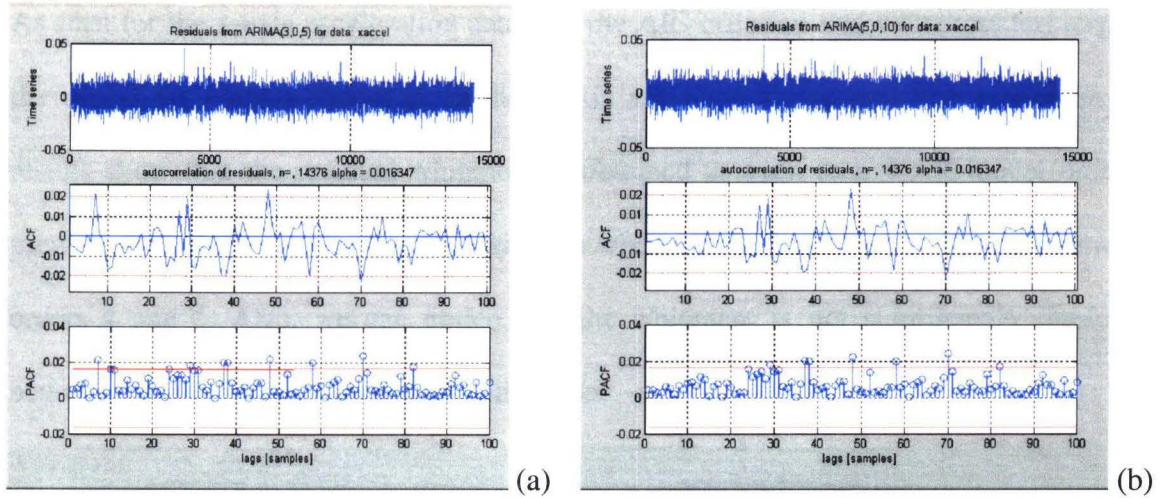 Residuals from ARIMA(3,0,5) for data: xaccel
0.05
0
-0.05
Time series
0 5000 10000 15000
autocorrelation of residuals, n=, 14376 alpha = 0.016347
0.02
0.01
0
-0.01
-0.02
ACF
10 20 30 40 50 60 70 80 90 100
0.04
0.02
0
-0.02
PACF
0 10 20 30 40 50 60 70 80 90 100
lags [samples]
(a)
Residuals from ARIMA(5,0,10) for data: xaccel
0.05
0
-0.05
Time series
0 5000 10000 15000
autocorrelation of residuals, n=, 14376 alpha = 0.016347
0.02
0.01
0
-0.01
-0.02
ACF
10 20 30 40 50 60 70 80 90 100
0.04
0.02
0
-0.02
PACF
0 10 20 30 40 50 60 70 80 90 100
lags [samples]
(b)